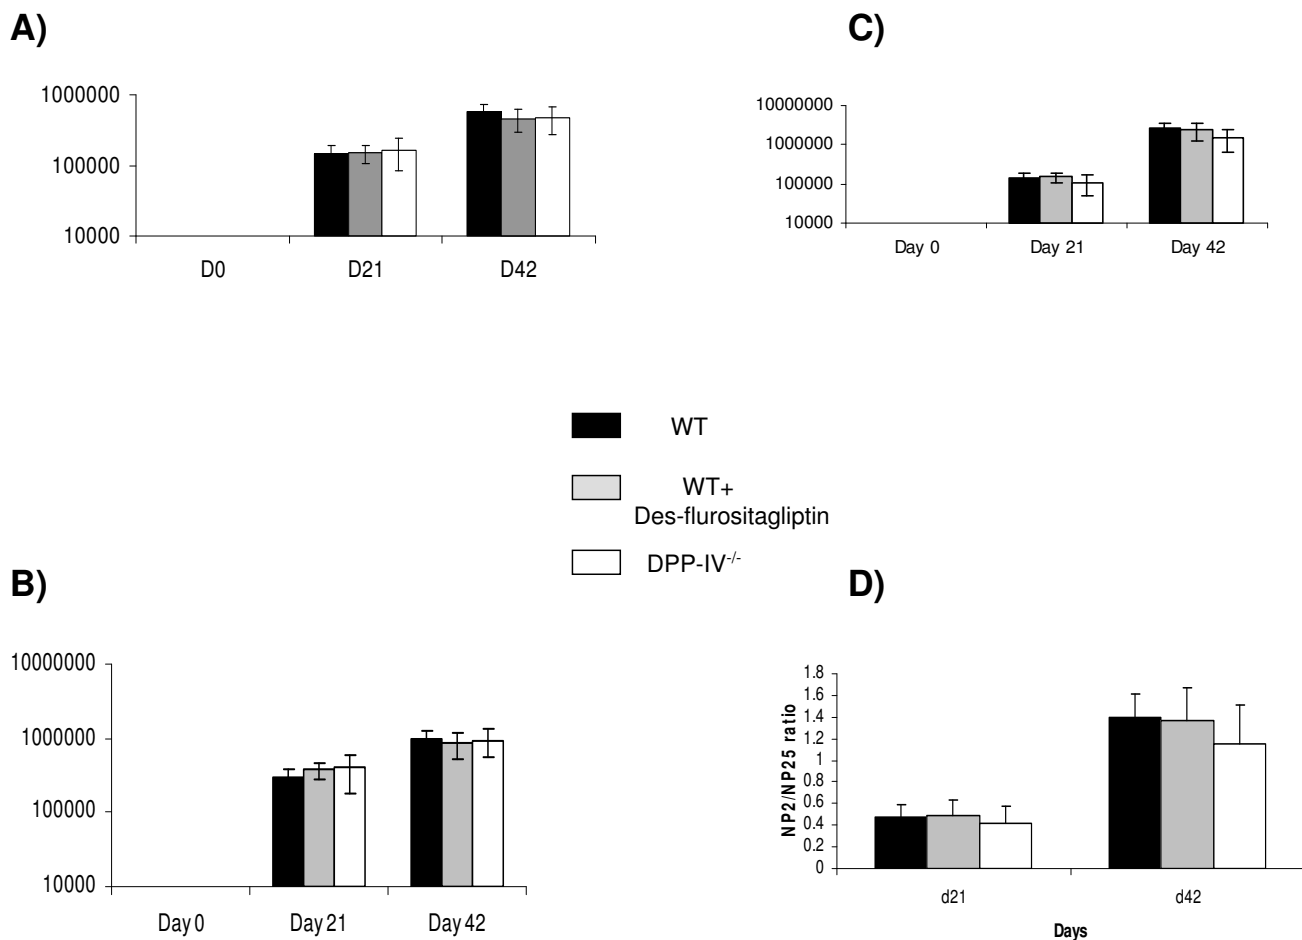 A)
1000000
100000
10000
D0 D21 D42
C)
10000000
1000000
100000
10000
Day 0 Day 21 Day 42
WT
WT+
Des-flurositagliptin
DPP-IV-/-
B)
10000000
1000000
100000
10000
Day 0 Day 21 Day 42
D)
NP2/NP25 ratio
1.8
1.6
1.4
1.2
1
0.8
0.6
0.4
0.2
0
d21 d42
Days